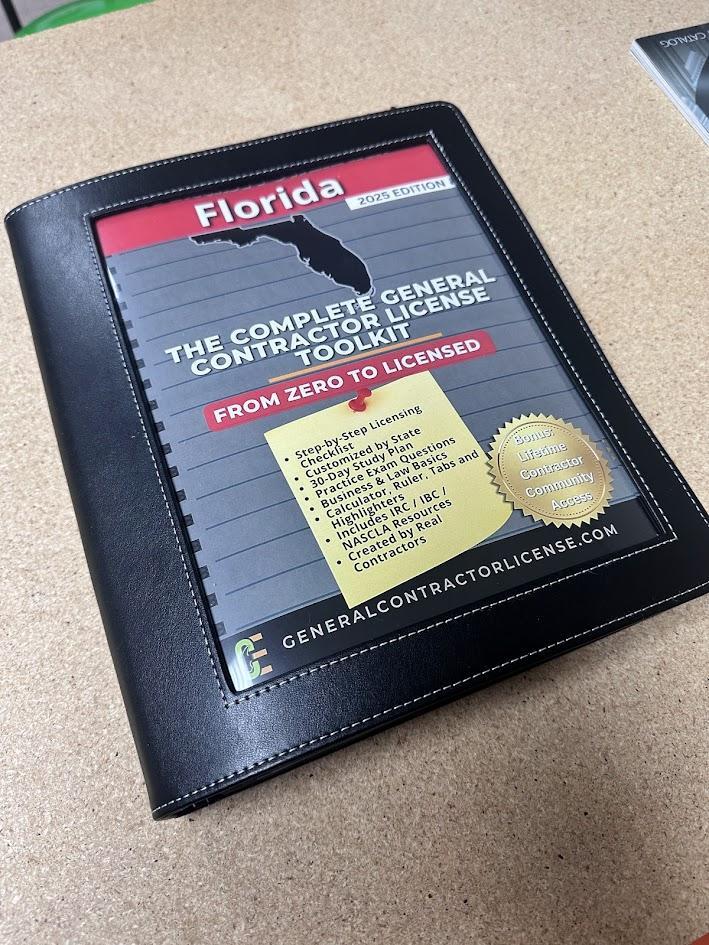 CATALOG
Florida
2025 EDITION
THE COMPLETE GENERAL
CONTRACTOR LICENSE
TOOLKIT
FROM ZERO TO LICENSED
• Step-by-Step Licensing
Checklist
• Customized by State
• 30-Day Study Plan
• Practice Exam Questions
• Business & Law Basics
• Calculator, Ruler, Tabs and
Highlighters
• Includes IRC / IBC /
NASCLA Resources
• Created by Real
Contractors
Bonus:
Lifetime
Contractor
Community
Access
GENERALCONTRACTORLICENSE.COM